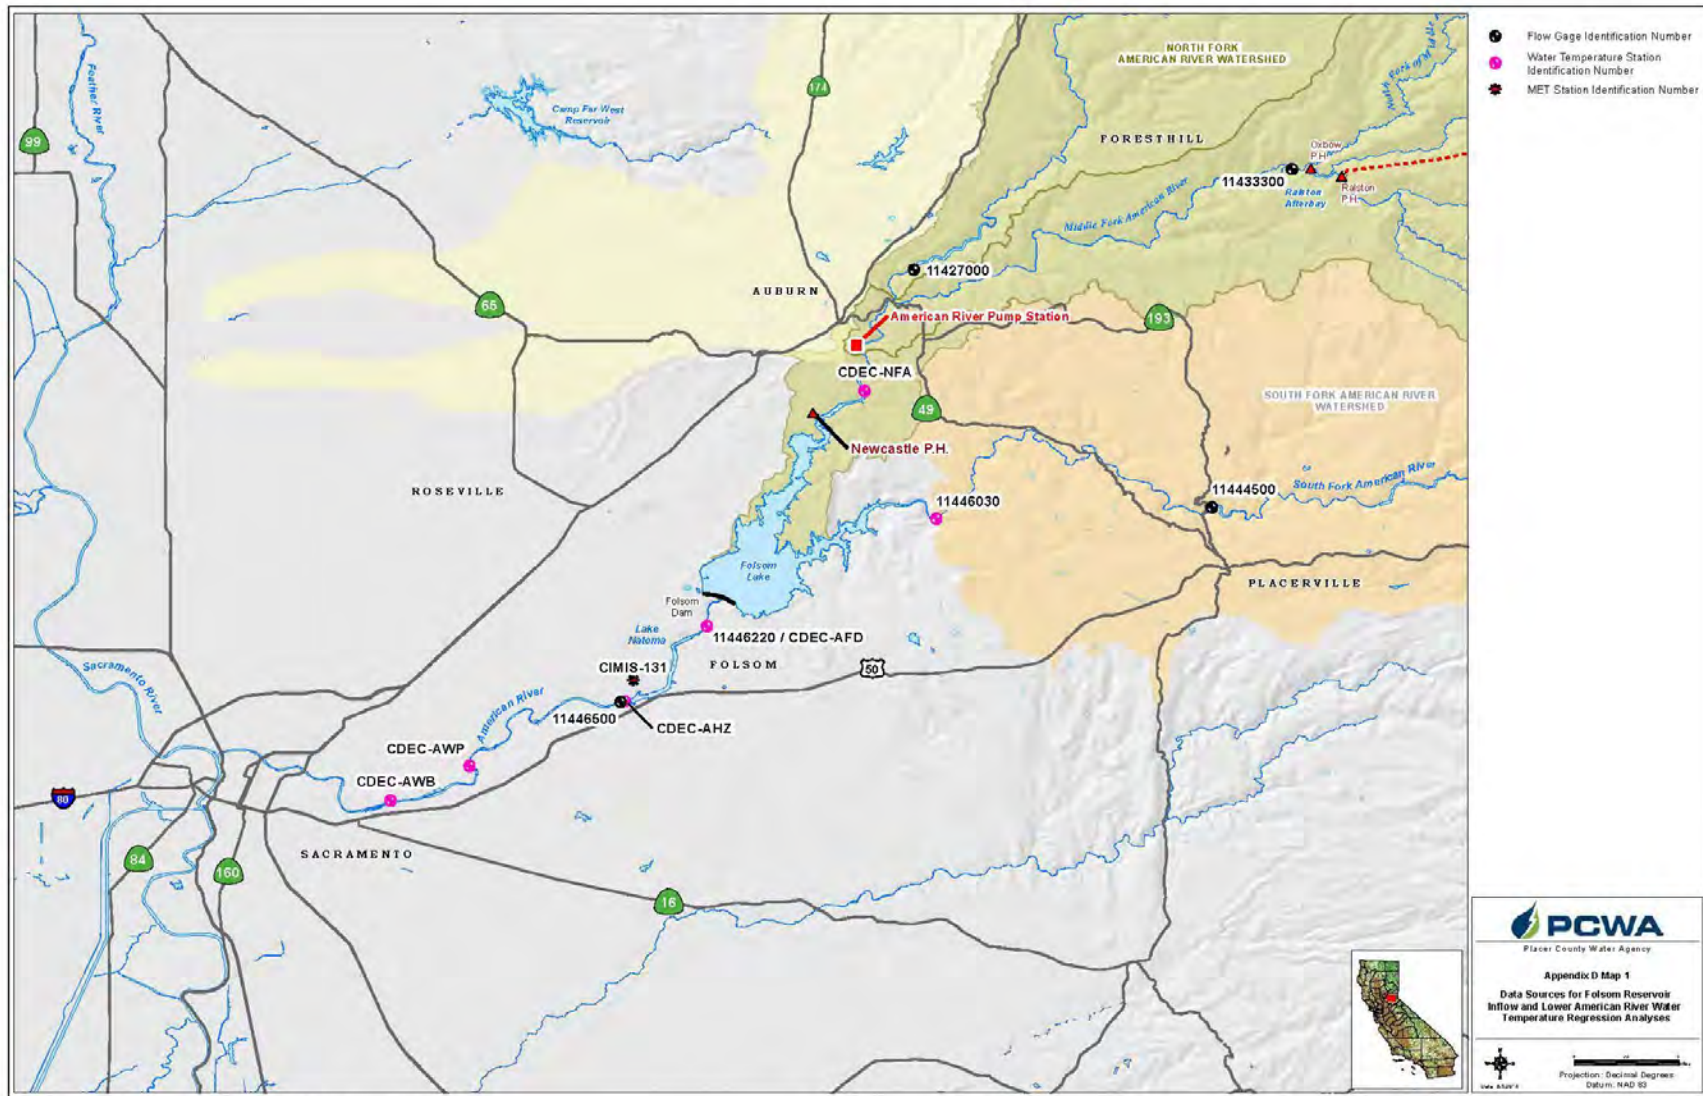 Flow Gage Identification Number
Water Temperature Station
Identification Number
MET Station Identification Number
NORTH FORK
AMERICAN RIVER WATERSHED
174
99
Feather River
Camp Far West
Reservoir
FORESTHILL
Oxbow
P.H.
11433300
Ralston
Afterbay
Ralston
P.H.
Middle Fork American River
11427000
AUBURN
65
American River Pump Station
193
CDEC-NFA
49
SOUTH FORK AMERICAN RIVER
WATERSHED
Newcastle P.H.
ROSEVILLE
11446030
11444500
South Fork American River
Folsom
Lake
PLACERVILLE
Folsom
Dam
Lake
Natoma
11446220 / CDEC-AFD
CIMIS-131
FOLSOM
50
Sacramento River
American River
11446500
CDEC-AHZ
CDEC-AWP
CDEC-AWB
80
84
SACRAMENTO
160
16
PCWA
Placer County Water Agency
Appendix D Map 1
Data Sources for Folsom Reservoir
Inflow and Lower American River Water
Temperature Regression Analyses
Projection: Decimal Degrees
Datum: NAD 83